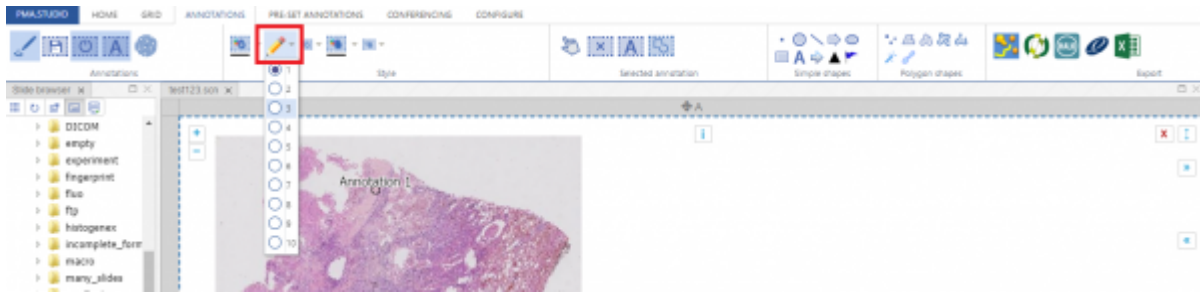 PMA.STUDIO HOME GRID ANNOTATIONS PRE-SET ANNOTATIONS CONFERENCING CONFIGURE
Annotations Style Selected annotation Simple shapes Polygon shapes Export
Slide browser x test123.scn x
A
1
2
3
4
5
6
7
8
9
10
DICOM
empty
experiment
fingerprint
fluo
ftp
histogenex
incomplete_form
macro
many_slides
Annotation 1